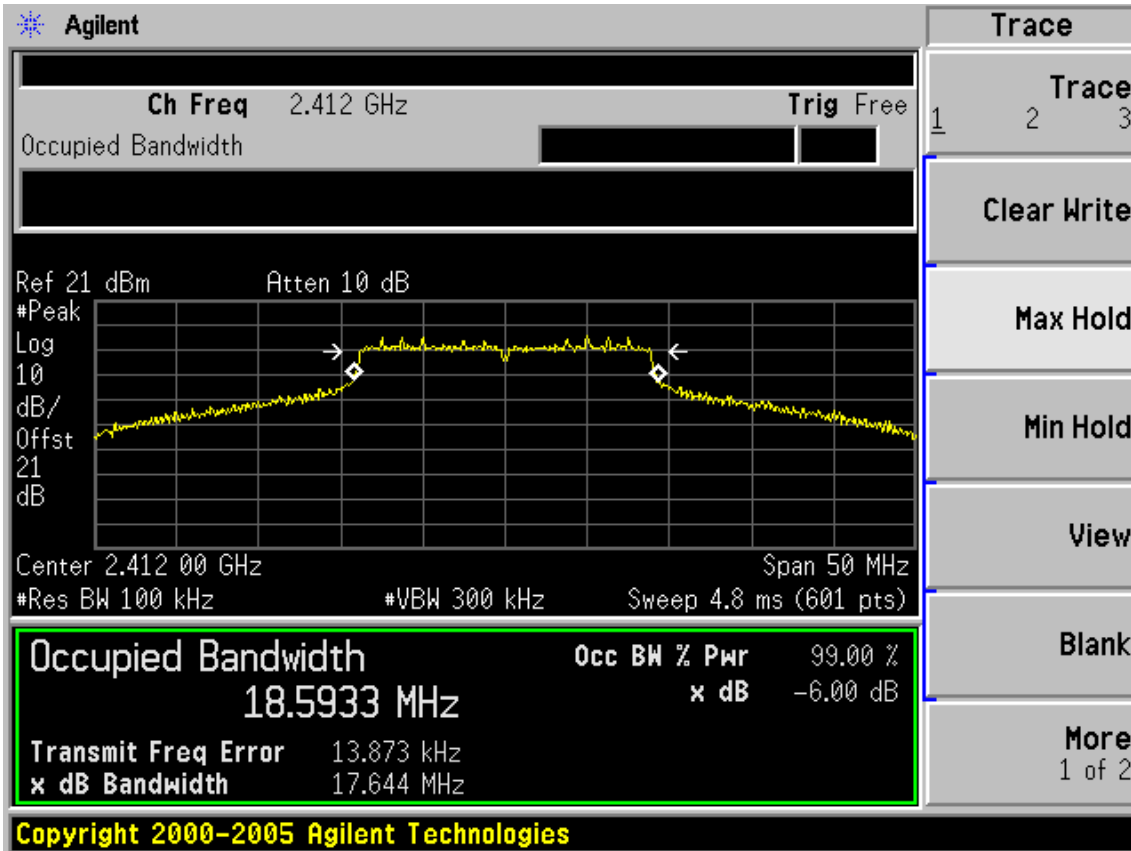 Agilent
Trace
Ch Freq 2.412 GHz Trig Free
Occupied Bandwidth
Ref 21 dBm Atten 10 dB
#Peak
Log
10
dB/
Offst
21
dB
Center 2.412 00 GHz Span 50 MHz
#Res BW 100 kHz #VBW 300 kHz Sweep 4.8 ms (601 pts)
Occupied Bandwidth
18.5933 MHz
Occ BW % Pwr 99.00 %
x dB -6.00 dB
Transmit Freq Error 13.873 kHz
x dB Bandwidth 17.644 MHz
Copyright 2000-2005 Agilent Technologies
Trace
1 2 3
Clear Write
Max Hold
Min Hold
View
Blank
More
1 of 2